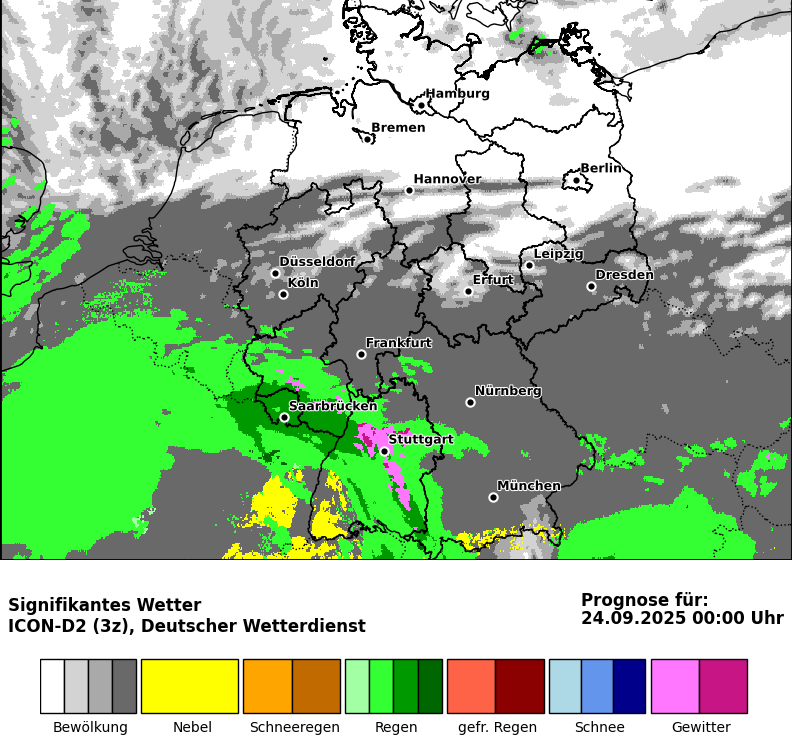 Hamburg
Bremen
Berlin
Hannover
Leipzig
Düsseldorf
Dresden
Köln
Erfurt
Frankfurt
Nürnberg
Saarbrücken
Stuttgart
München
Signifikantes Wetter
ICON-D2 (3z), Deutscher Wetterdienst
Prognose für:
24.09.2025 00:00 Uhr
Bewölkung Nebel Schneeregen Regen gefr. Regen Schnee Gewitter